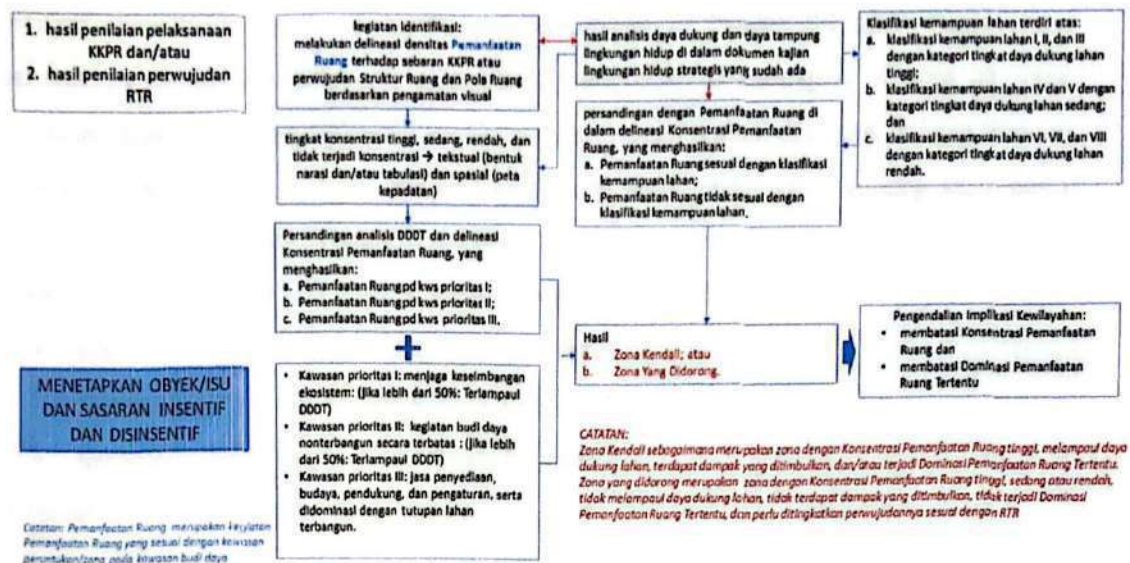 1. hasil penilaian pelaksanaan
KKPR dan/atau
2. hasil penilaian perwujudan
RTR
kegiatan identifikasi:
melakukan delineasi densitas Pemanfaatan
Ruang terhadap sebaran KKPR atau
perwujudan Struktur Ruang dan Pola Ruang
berdasarkan pengamatan visual
hasil analisis daya dukung dan daya tampung
lingkungan hidup di dalam dokumen kajian
lingkungan hidup strategis yang sudah ada
Klasifikasi kemampuan lahan terdiri atas:
a. klasifikasi kemampuan lahan I, II, dan III
dengan kategori tingkat daya dukung lahan
tinggi;
b. klasifikasi kemampuan lahan IV dan V dengan
kategori tingkat daya dukung lahan sedang;
dan
c. klasifikasi kemampuan lahan VI, VII, dan VIII
dengan kategori tingkat daya dukung lahan
rendah.
tingkat konsentrasi tinggi, sedang, rendah, dan
tidak terjadi konsentrasi → tekstual (bentuk
narasi dan/atau tabulasi) dan spasial (peta
kepadatan)
persandingan dengan Pemanfaatan Ruang di
dalam delineasi Konsentrasi Pemanfaatan
Ruang, yang menghasilkan:
a. Pemanfaatan Ruang sesuai dengan klasifikasi
kemampuan lahan;
b. Pemanfaatan Ruang tidak sesuai dengan
klasifikasi kemampuan lahan.
Persandingan analisis DDDT dan delineasi
Konsentrasi Pemanfaatan Ruang, yang
menghasilkan:
a. Pemanfaatan Ruang pd kws prioritas I;
b. Pemanfaatan Ruang pd kws prioritas II;
c. Pemanfaatan Ruang pd kws prioritas III.
Hasil
a. Zona Kendali; atau
b. Zona Yang Didorong.
Pengendalian Implikasi Kewilayahan:
• membatasi Konsentrasi Pemanfaatan
Ruang dan
• membatasi Dominasi Pemanfaatan
Ruang Tertentu
MENETAPKAN OBYEK/ISU
DAN SASARAN INSENTIF
DAN DISINSENTIF
• Kawasan prioritas I: menjaga keseimbangan
ekosistem: (Jika lebih dari 50%: Terlampaui
DDDT)
• Kawasan prioritas II: kegiatan budi daya
nonterbangun secara terbatas : (Jika lebih
dari 50%: Terlampaui DDDT)
• Kawasan prioritas III: jasa penyediaan,
budaya, pendukung, dan pengaturan, serta
didominasi dengan tutupan lahan
terbangun.
CATATAN:
Zona Kendali sebagaimana merupakan zona dengan Konsentrasi Pemanfaatan Ruang tinggi, melampaui daya
dukung lahan, terdapat dampak yang ditimbulkan, dan/atau terjadi Dominasi Pemanfaatan Ruang Tertentu.
Zona yang didorong merupakan zona dengan Konsentrasi Pemanfaatan Ruang tinggi, sedang atau rendah,
tidak melampaui daya dukung lahan, tidak terdapat dampak yang ditimbulkan, tidak terjadi Dominasi
Pemanfaatan Ruang Tertentu, dan perlu ditingkatkan perwujudannya sesuai dengan RTR
Catatan: Pemanfaatan Ruang merupakan kegiatan
Pemanfaatan Ruang yang sesuai dengan kawasan
peruntukan/zona pada kawasan budi daya